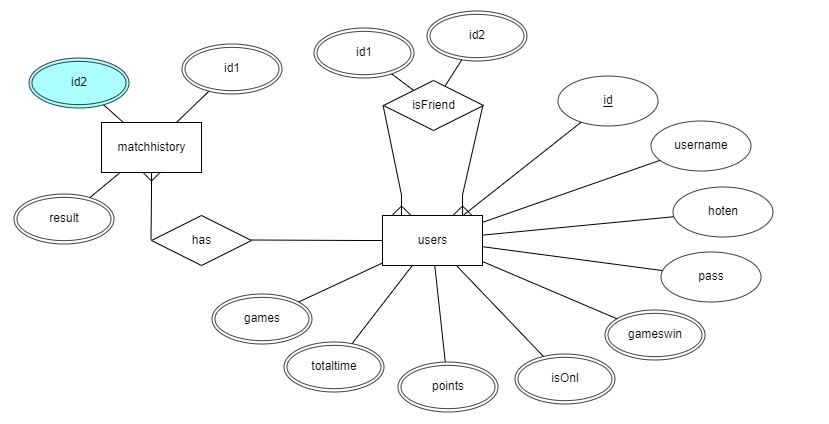 id2
id1
id1
id2
isFriend
id
matchhistory
username
result
hoten
has
users
pass
games
gameswin
totaltime
points
isOnl